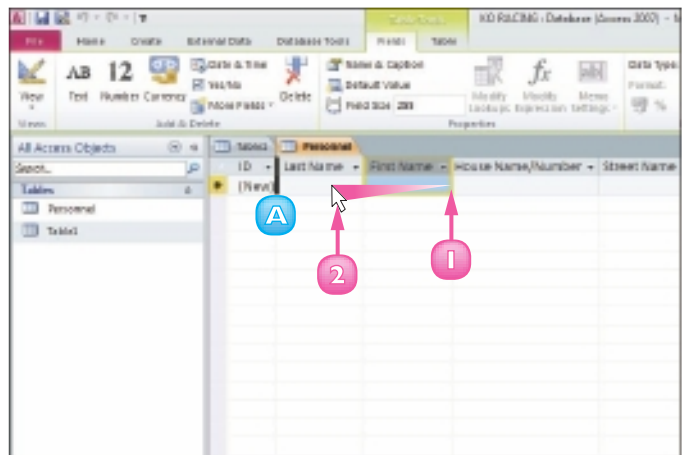 Table Tools KO RACING : Database (Access 2007) -
File Home Create External Data Database Tools Fields Table
AB 12 Date & Time Name & Caption fx Data Type:
View Text Number Currency Yes/No Delete Default Value Modify Lookups Modify Expression Memo Settings Format:
More Fields Field Size 255 %
Views Add & Delete Properties
All Access Objects Table1 Personnel
Search... ID Last Name First Name House Name/Number Street Name
Tables (New)
Personnel A
Table1
2 1